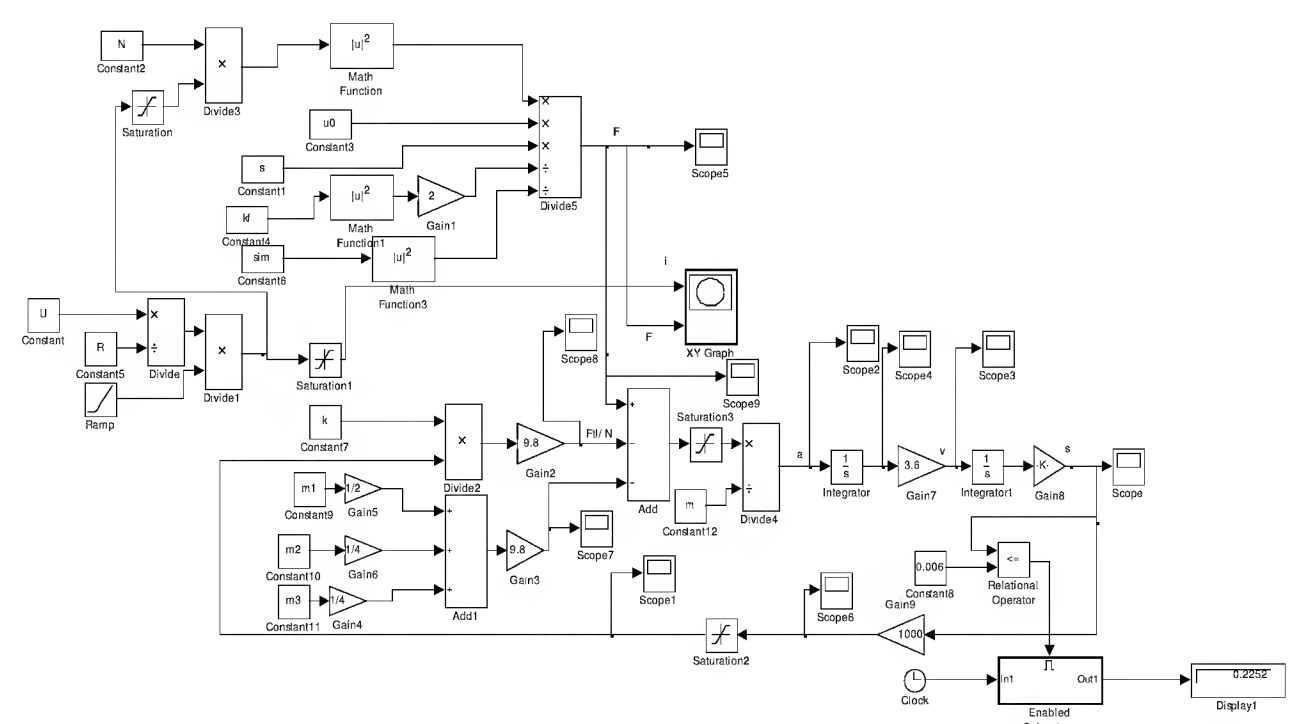 N
Constant2
×
Divide3
Saturation
|u|²
Math
Function
u0
Constant3
s
Constant1
kf
Constant4
|u|²
Math
Function1
2
Gain1
sim
Constant6
|u|²
Math
Function3
×
×
×
÷
÷
Divide5
F
Scope5
i
F
XY Graph
U
Constant
R
Constant5
×
÷
Divide
×
Divide1
Ramp
Saturation1
Scope8
Scope9
k
Constant7
×
Divide2
9.8
Gain2
Ftl/ N
+
-
-
Add
Saturation3
m
Constant12
×
÷
Divide4
a
Scope2
Scope4
Scope3
1
s
Integrator
3.6
Gain7
v
1
s
Integrator1
-K-
Gain8
s
Scope
m1
Constant9
1/2
Gain5
m2
Constant10
1/4
Gain6
m3
Constant11
1/4
Gain4
+
+
+
Add1
9.8
Gain3
Scope7
Scope1
Saturation2
Scope6
Gain9
1000
0.006
Constant8
<=
Relational
Operator
Clock
In1
Out1
Enabled
0.2252
Display1